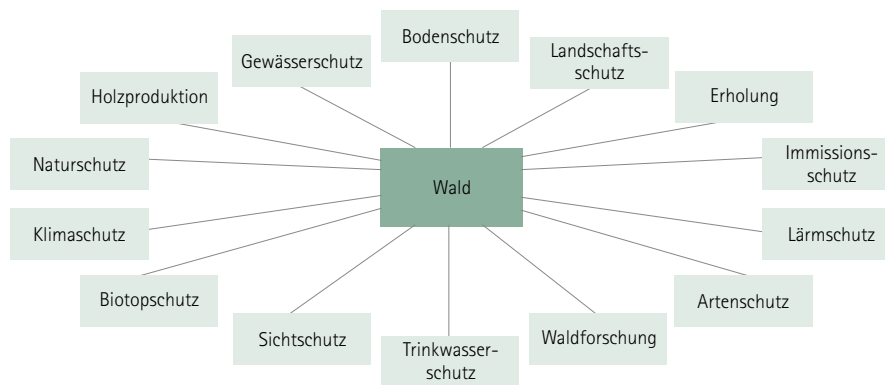 Bodenschutz
Gewässerschutz
Landschafts-
schutz
Holzproduktion
Erholung
Naturschutz
Immissions-
schutz
Wald
Klimaschutz
Lärmschutz
Biotopschutz
Artenschutz
Sichtschutz
Trinkwasser-
schutz
Waldforschung